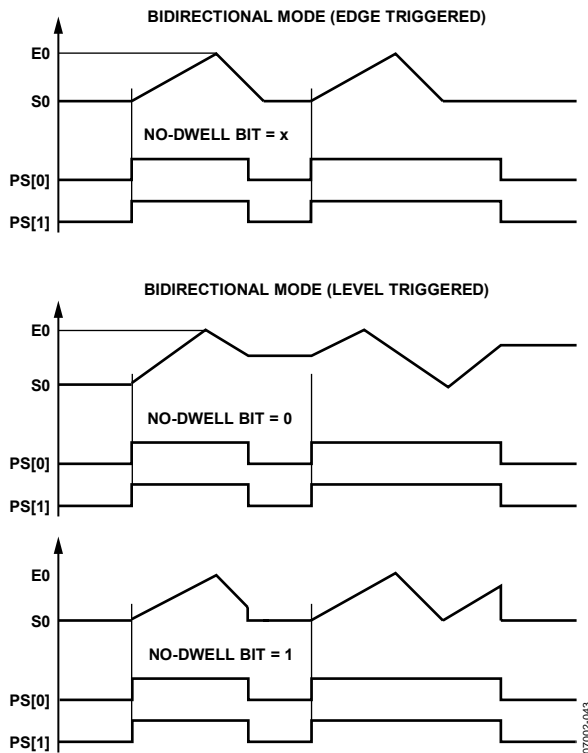 BIDIRECTIONAL MODE (EDGE TRIGGERED)
E0
S0
NO-DWELL BIT = x
PS[0]
PS[1]
BIDIRECTIONAL MODE (LEVEL TRIGGERED)
E0
S0
NO-DWELL BIT = 0
PS[0]
PS[1]
E0
S0
NO-DWELL BIT = 1
PS[0]
PS[1]
07002-043